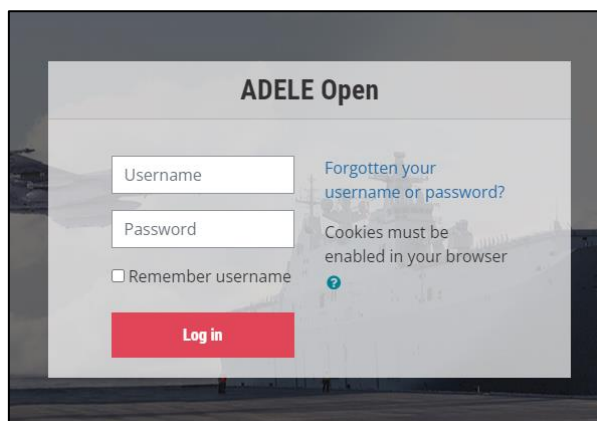 ADELE Open
Username
Password
Remember username
Log in
Forgotten your
username or password?
Cookies must be
enabled in your browser
?